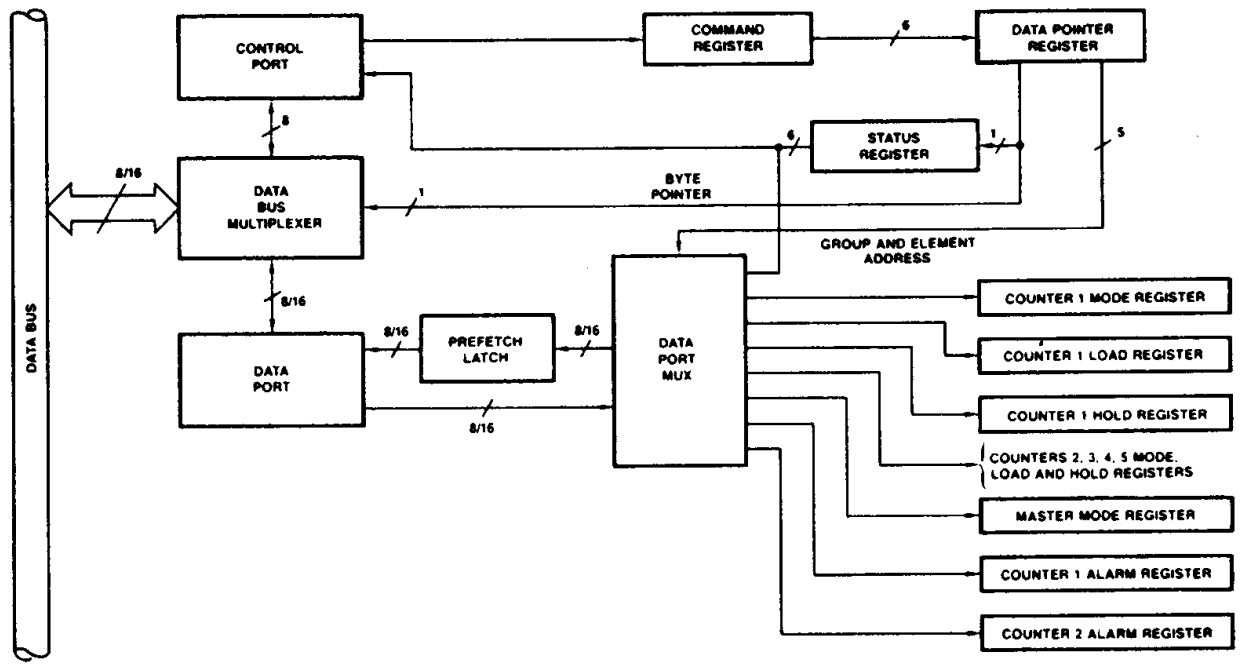 CONTROL
PORT
COMMAND
REGISTER
6
DATA POINTER
REGISTER
8
6
STATUS
REGISTER
1
5
8/16
DATA
BUS
MULTIPLEXER
1
BYTE
POINTER
GROUP AND ELEMENT
ADDRESS
DATA BUS
8/16
DATA
PORT
8/16
PREFETCH
LATCH
8/16
8/16
DATA
PORT
MUX
COUNTER 1 MODE REGISTER
COUNTER 1 LOAD REGISTER
COUNTER 1 HOLD REGISTER
COUNTERS 2, 3, 4, 5 MODE,
LOAD AND HOLD REGISTERS
MASTER MODE REGISTER
COUNTER 1 ALARM REGISTER
COUNTER 2 ALARM REGISTER